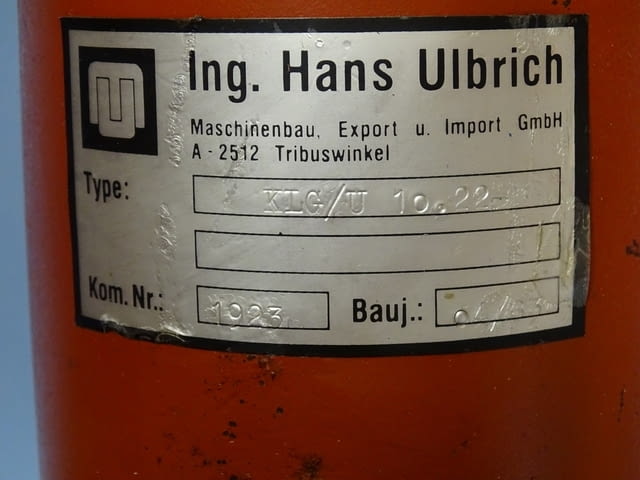 Ing. Hans Ulbrich
Maschinenbau, Export u. Import GmbH
A - 2512 Tribuswinkel
Type: KLG/U 10.22
Kom. Nr.: 1923 Bauj.: